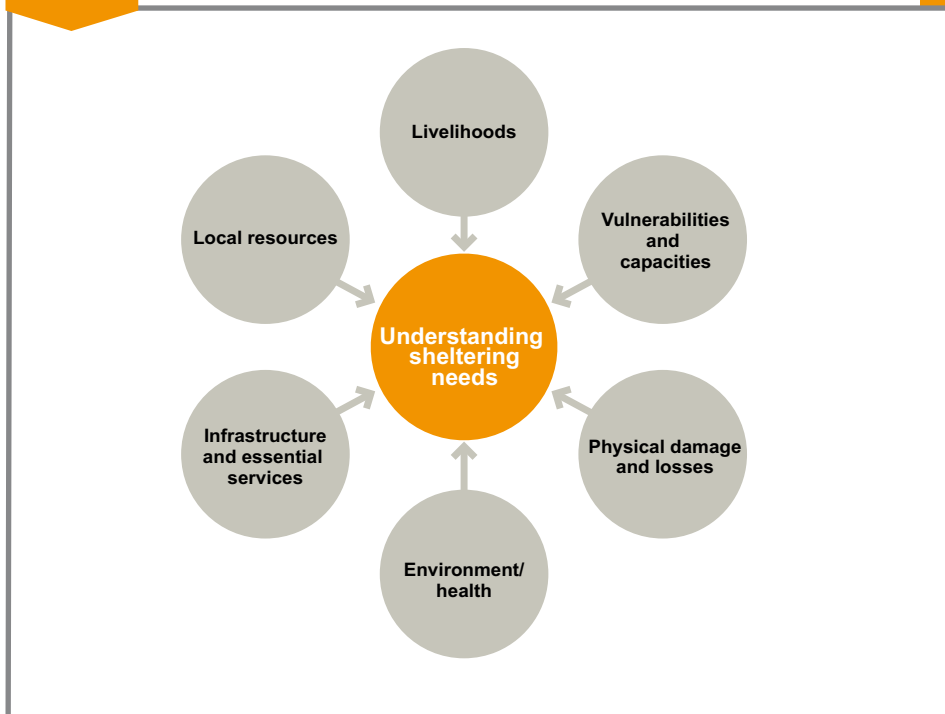 Livelihoods
Vulnerabilities
and
capacities
Local resources
Understanding
sheltering
needs
Infrastructure
and essential
services
Physical damage
and losses
Environment/
health